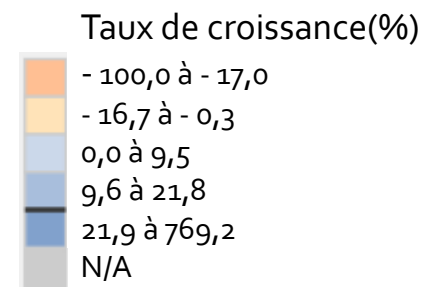 Taux de croissance(%)
- 100,0 à - 17,0
- 16,7 à - 0,3
0,0 à 9,5
9,6 à 21,8
21,9 à 769,2
N/A